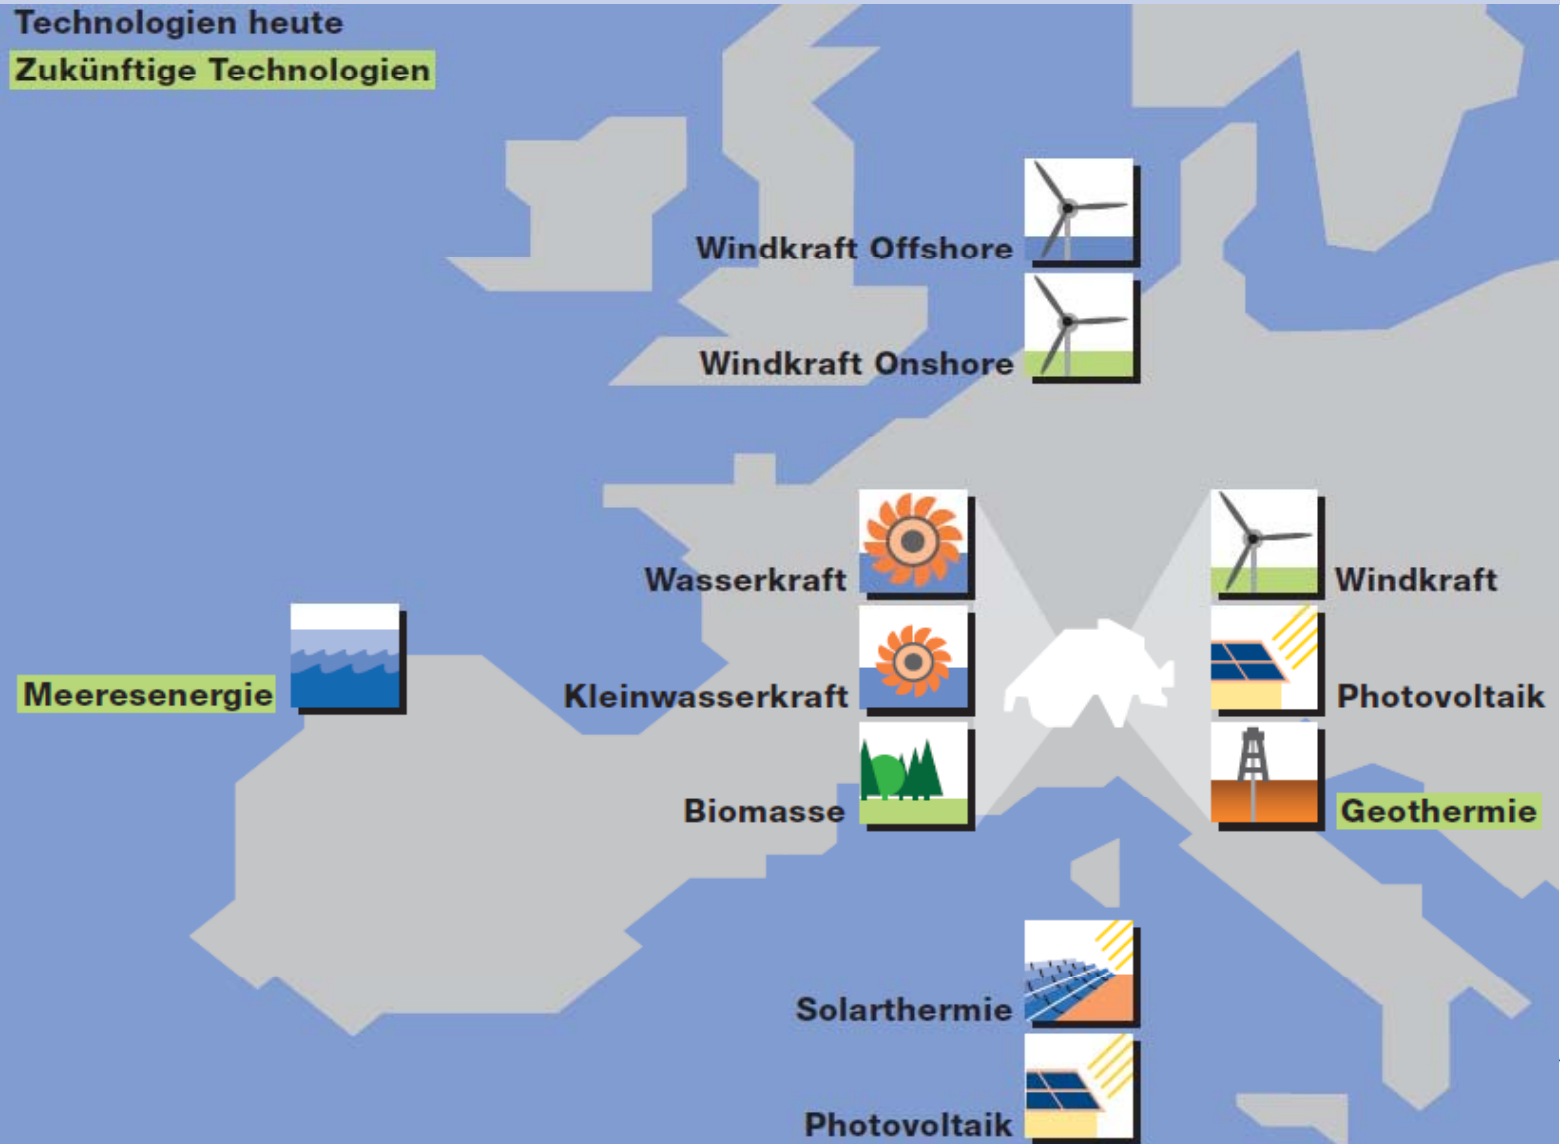 Technologien heute
Zukünftige Technologien
Windkraft Offshore
Windkraft Onshore
Wasserkraft
Windkraft
Meeresenergie
Kleinwasserkraft
Photovoltaik
Biomasse
Geothermie
Solarthermie
Photovoltaik